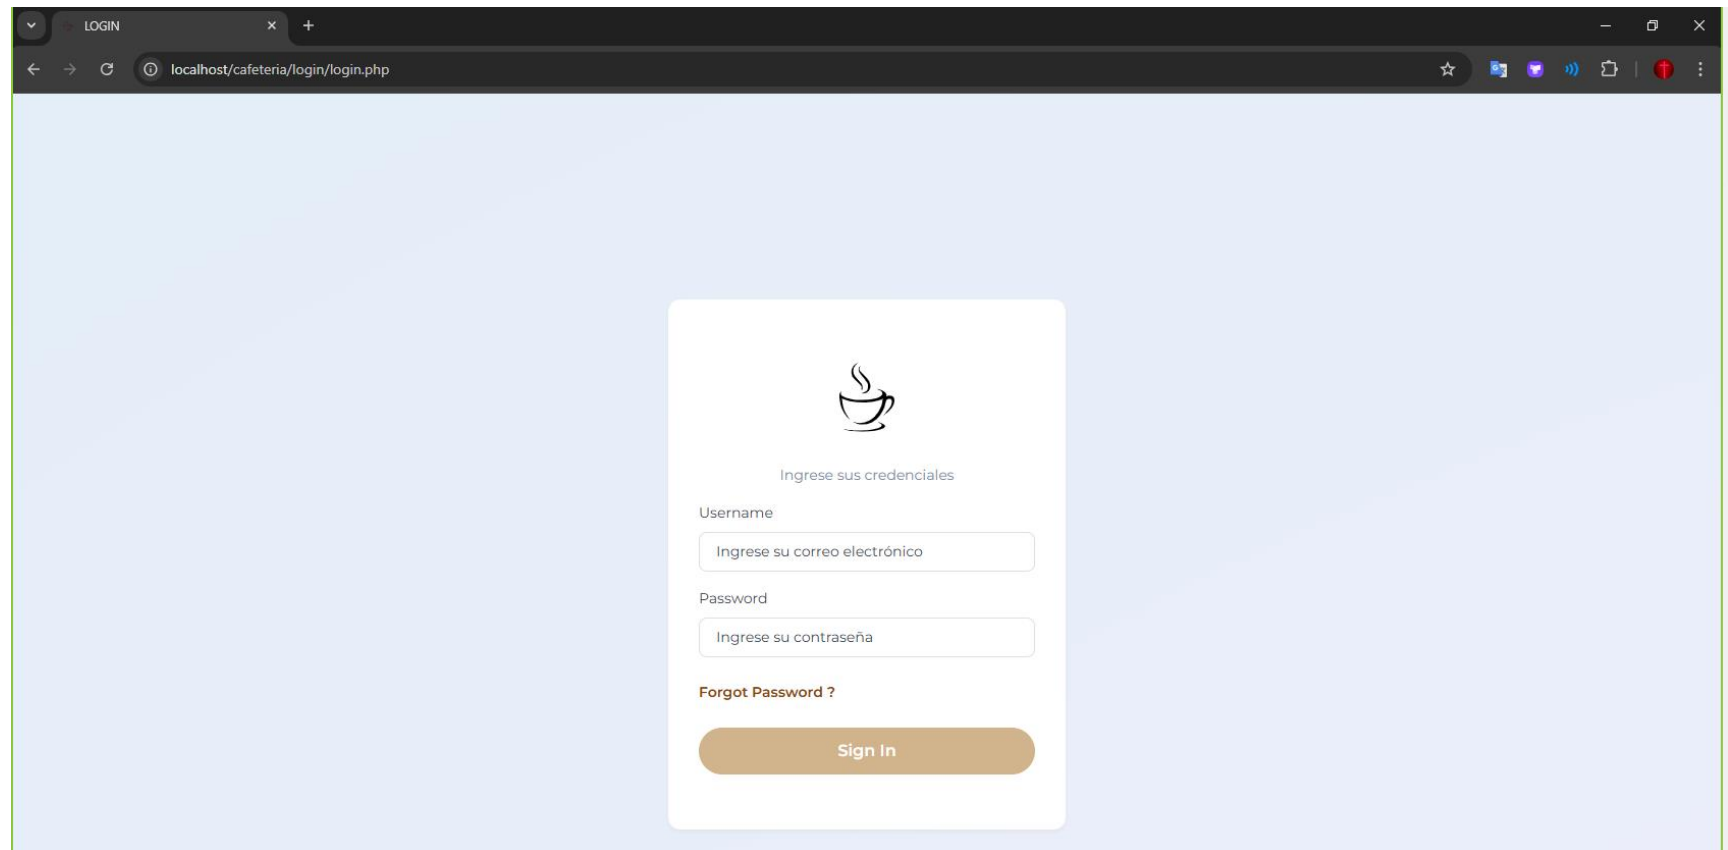 LOGIN
localhost/cafeteria/login/login.php
Ingrese sus credenciales
Username
Ingrese su correo electrónico
Password
Ingrese su contraseña
Forgot Password ?
Sign In